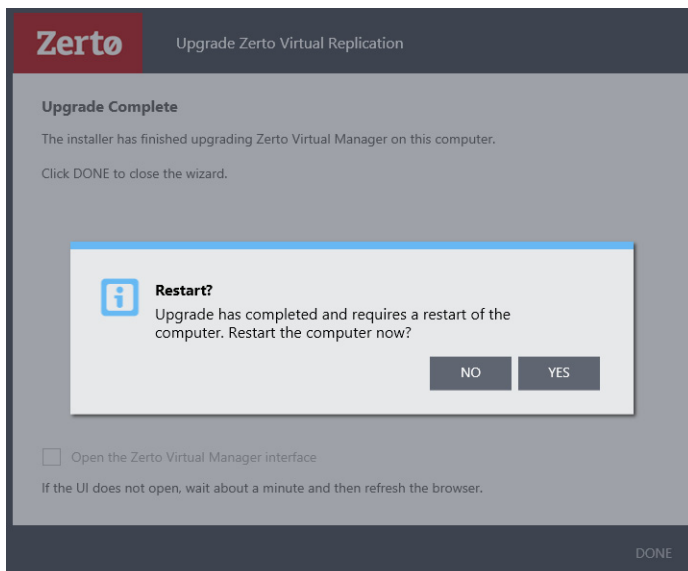 Zertø
Upgrade Zerto Virtual Replication
Upgrade Complete
The installer has finished upgrading Zerto Virtual Manager on this computer.
Click DONE to close the wizard.
Restart?
Upgrade has completed and requires a restart of the
computer. Restart the computer now?
NO
YES
Open the Zerto Virtual Manager interface
If the UI does not open, wait about a minute and then refresh the browser.
DONE